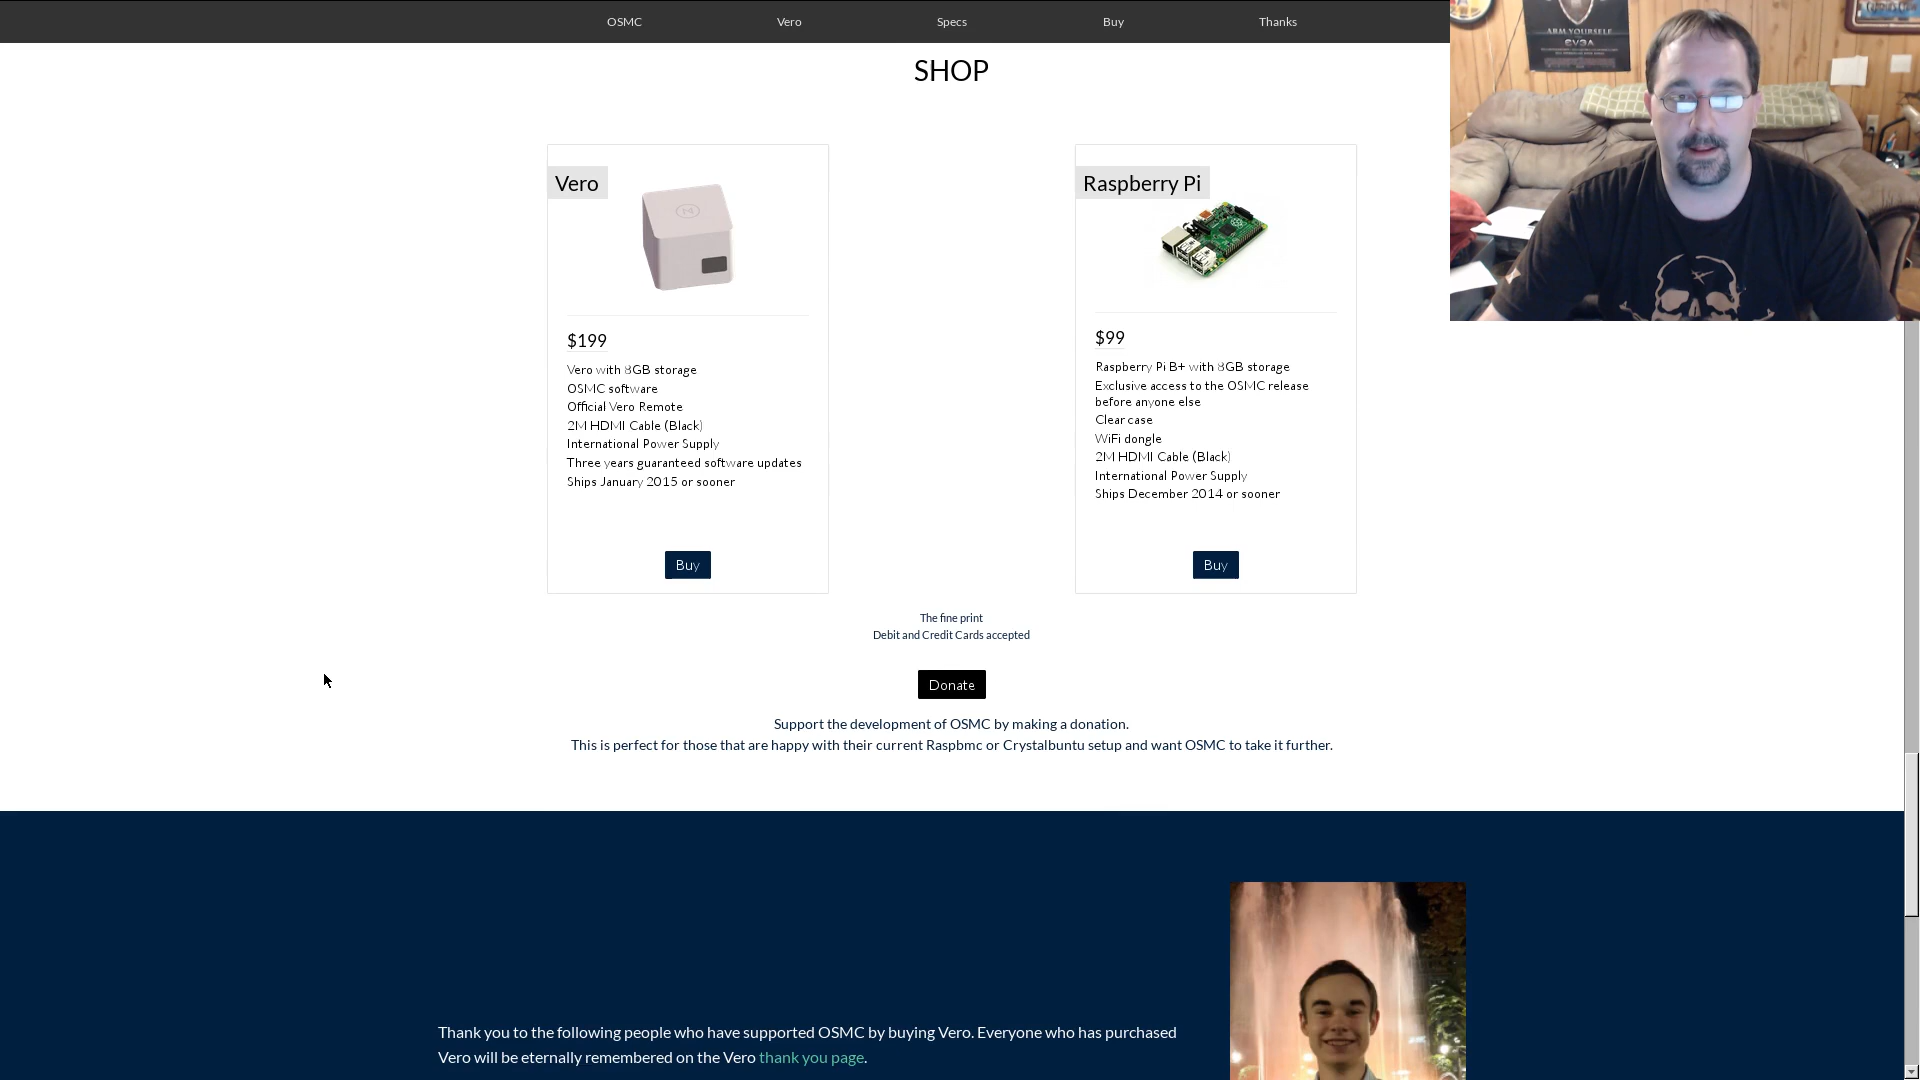 OSMC
Vero
Specs
Buy
Thanks
ARM YOURSELF
EVGA
SHOP
Vero
$199
Vero with 8GB storage
OSMC software
Official Vero Remote
2M HDMI Cable (Black)
International Power Supply
Three years guaranteed software updates
Ships January 2015 or sooner
Buy
Raspberry Pi
$99
Raspberry Pi B+ with 8GB storage
Exclusive access to the OSMC release
before anyone else
Clear case
WiFi dongle
2M HDMI Cable (Black)
International Power Supply
Ships December 2014 or sooner
Buy
The fine print
Debit and Credit Cards accepted
Donate
Support the development of OSMC by making a donation.
This is perfect for those that are happy with their current Raspbmc or Crystalbuntu setup and want OSMC to take it further.
Thank you to the following people who have supported OSMC by buying Vero. Everyone who has purchased
Vero will be eternally remembered on the Vero thank you page.